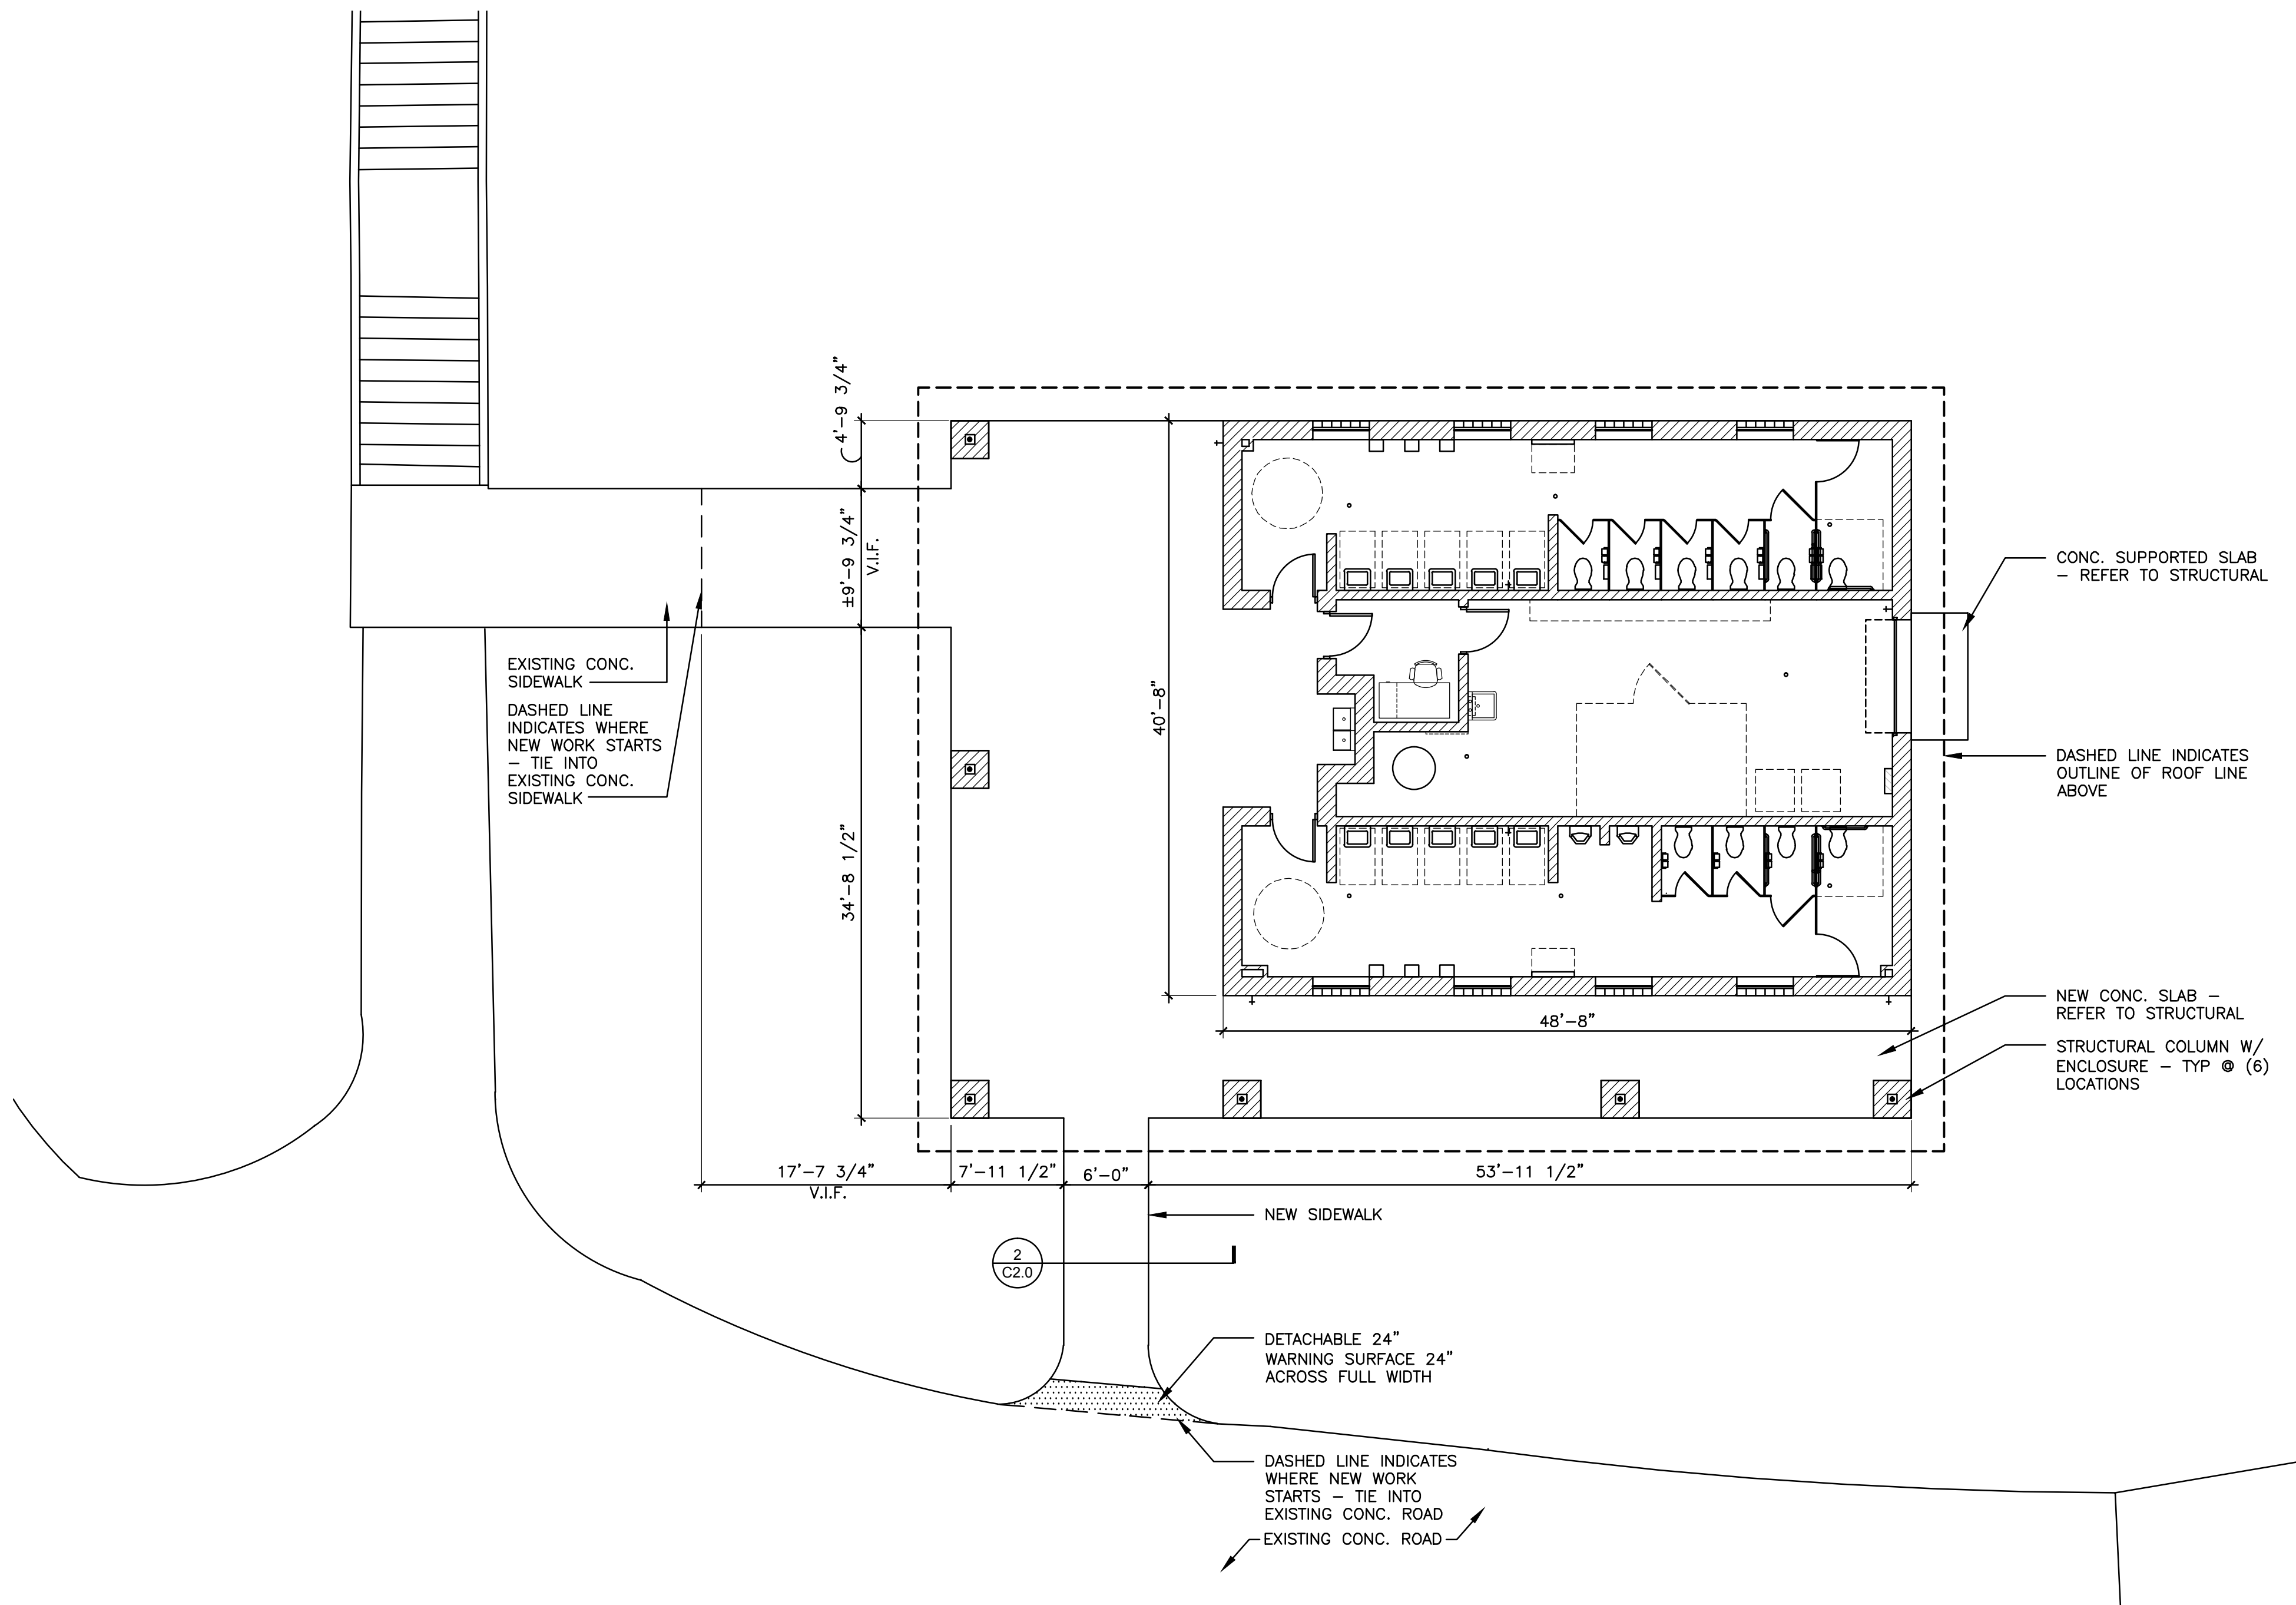 4'-9 3/4"
±9'-9 3/4"
V.I.F.
34'-8 1/2"
40'-8"
48'-8"
EXISTING CONC.
SIDEWALK
DASHED LINE
INDICATES WHERE
NEW WORK STARTS
– TIE INTO
EXISTING CONC.
SIDEWALK
CONC. SUPPORTED SLAB
– REFER TO STRUCTURAL
DASHED LINE INDICATES
OUTLINE OF ROOF LINE
ABOVE
NEW CONC. SLAB –
REFER TO STRUCTURAL
STRUCTURAL COLUMN W/
ENCLOSURE – TYP @ (6)
LOCATIONS
17'-7 3/4"
V.I.F.
7'-11 1/2"
6'-0"
53'-11 1/2"
NEW SIDEWALK
2
C2.0
DETACHABLE 24"
WARNING SURFACE 24"
ACROSS FULL WIDTH
DASHED LINE INDICATES
WHERE NEW WORK
STARTS – TIE INTO
EXISTING CONC. ROAD
EXISTING CONC. ROAD